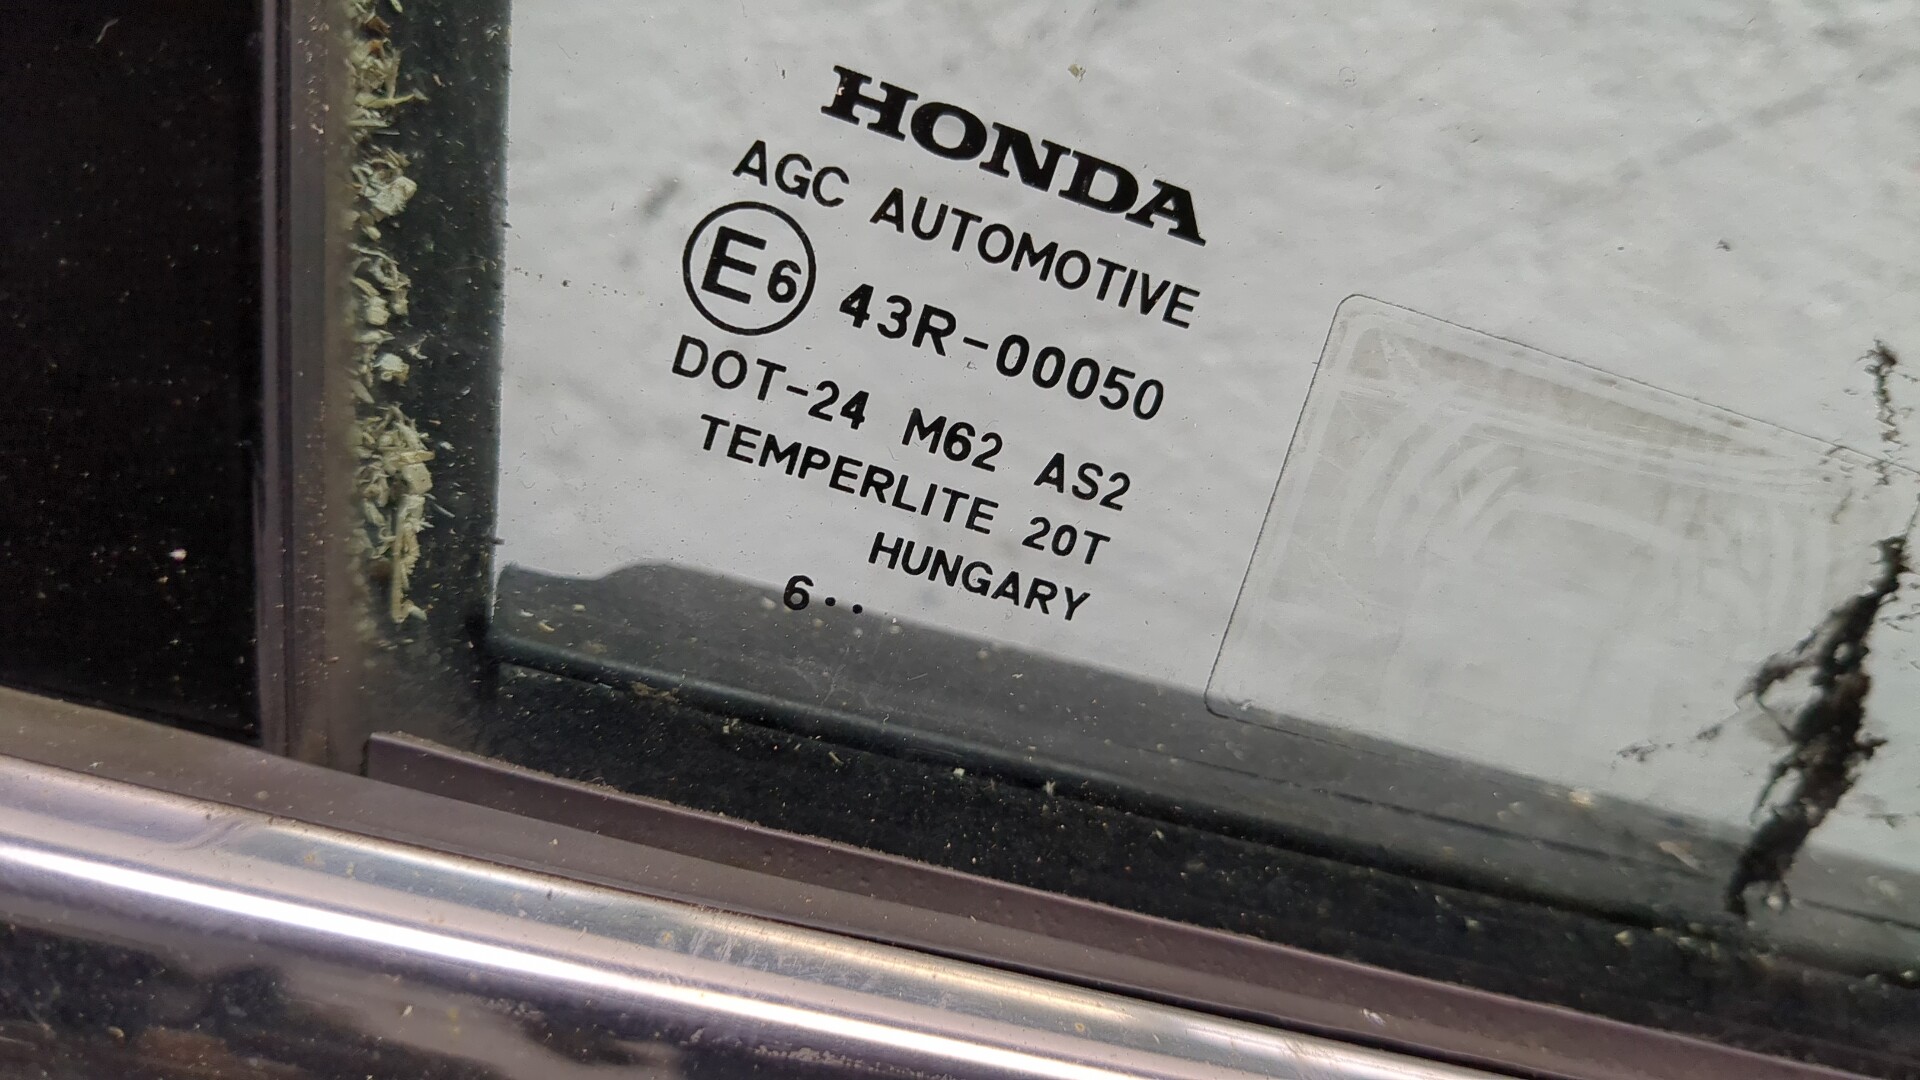 HONDA
AGC AUTOMOTIVE
E6 43R-00050
DOT-24 M62 AS2
TEMPERLITE 20T
HUNGARY
6··